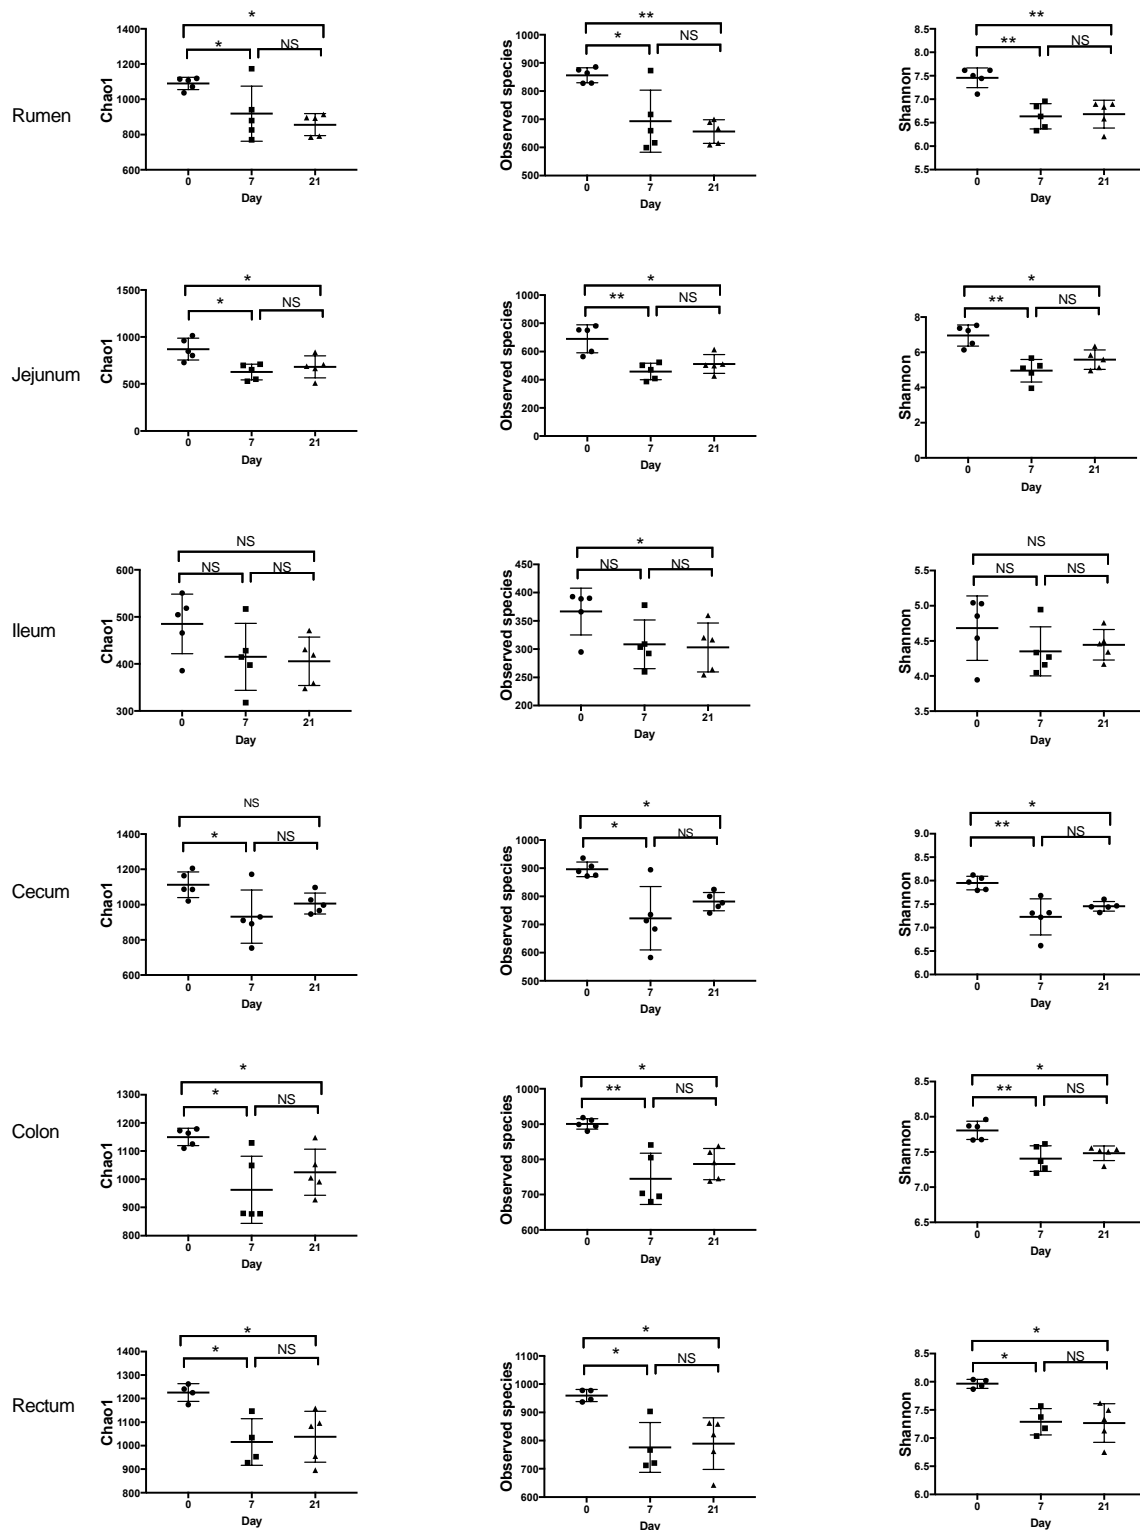 Rumen
*
* NS
Chao1
1400
1200
1000
800
600
0 7 21
Day
**
* NS
Observed species
1000
900
800
700
600
500
0 7 21
Day
**
** NS
Shannon
8.5
8.0
7.5
7.0
6.5
6.0
5.5
0 7 21
Day
Jejunum
*
* NS
Chao1
1500
1000
500
0
0 7 21
Day
*
** NS
Observed species
1000
800
600
400
200
0
0 7 21
Day
*
** NS
Shannon
8
6
4
2
0
0 7 21
Day
Ileum
NS
NS NS
Chao1
600
500
400
300
0 7 21
Day
*
NS NS
Observed species
450
400
350
300
250
200
0 7 21
Day
NS
NS NS
Shannon
5.5
5.0
4.5
4.0
3.5
0 7 21
Day
Cecum
NS
* NS
Chao1
1400
1200
1000
800
600
0 7 21
Day
*
* NS
Observed species
1000
900
800
700
600
500
0 7 21
Day
*
** NS
Shannon
9.0
8.5
8.0
7.5
7.0
6.5
6.0
0 7 21
Day
Colon
*
* NS
Chao1
1300
1200
1100
1000
900
800
0 7 21
Day
*
** NS
Observed species
1000
900
800
700
600
0 7 21
Day
*
** NS
Shannon
8.5
8.0
7.5
7.0
6.5
0 7 21
Day
Rectum
*
* NS
Chao1
1400
1300
1200
1100
1000
900
800
0 7 21
Day
*
* NS
Observed species
1100
1000
900
800
700
600
0 7 21
Day
*
* NS
Shannon
8.5
8.0
7.5
7.0
6.5
6.0
0 7 21
Day